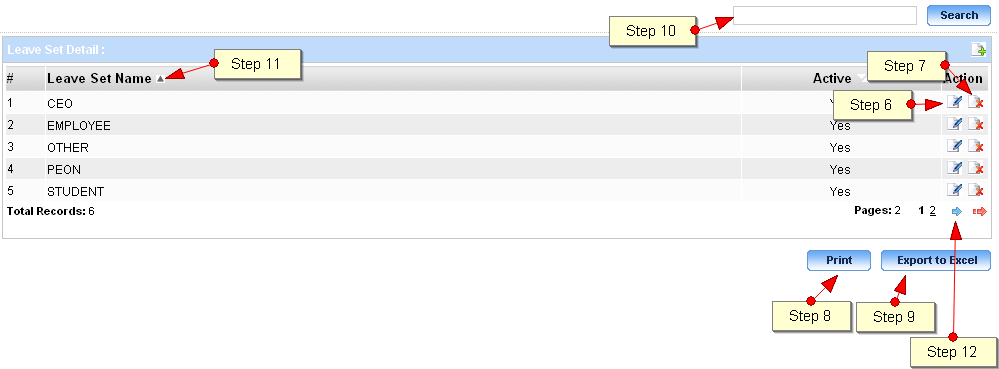 Step 10
Search
Leave Set Detail :
Step 11
Step 7
# Leave Set Name Active Action
1 CEO
Step 6
2 EMPLOYEE Yes
3 OTHER Yes
4 PEON Yes
5 STUDENT Yes
Total Records: 6 Pages: 2 1 2
Print Export to Excel
Step 8 Step 9
Step 12